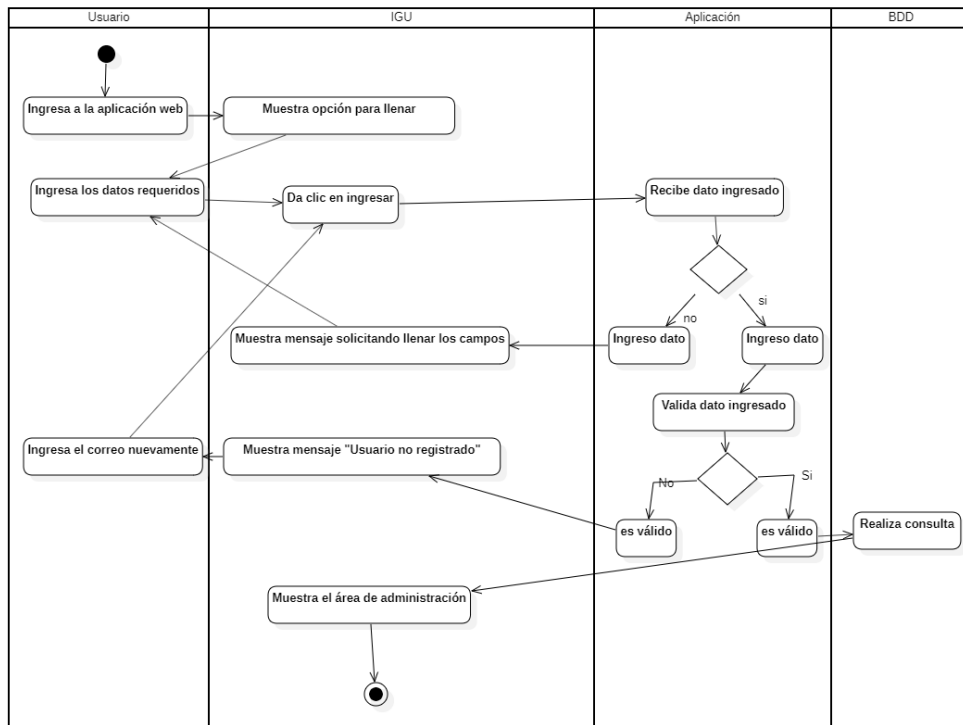 Usuario
IGU
Aplicación
BDD
Ingresa a la aplicación web
Muestra opción para llenar
Ingresa los datos requeridos
Da clic en ingresar
Recibe dato ingresado
no
si
Muestra mensaje solicitando llenar los campos
Ingreso dato
Ingreso dato
Valida dato ingresado
Ingresa el correo nuevamente
Muestra mensaje "Usuario no registrado"
No
Si
es válido
es válido
Realiza consulta
Muestra el área de administración